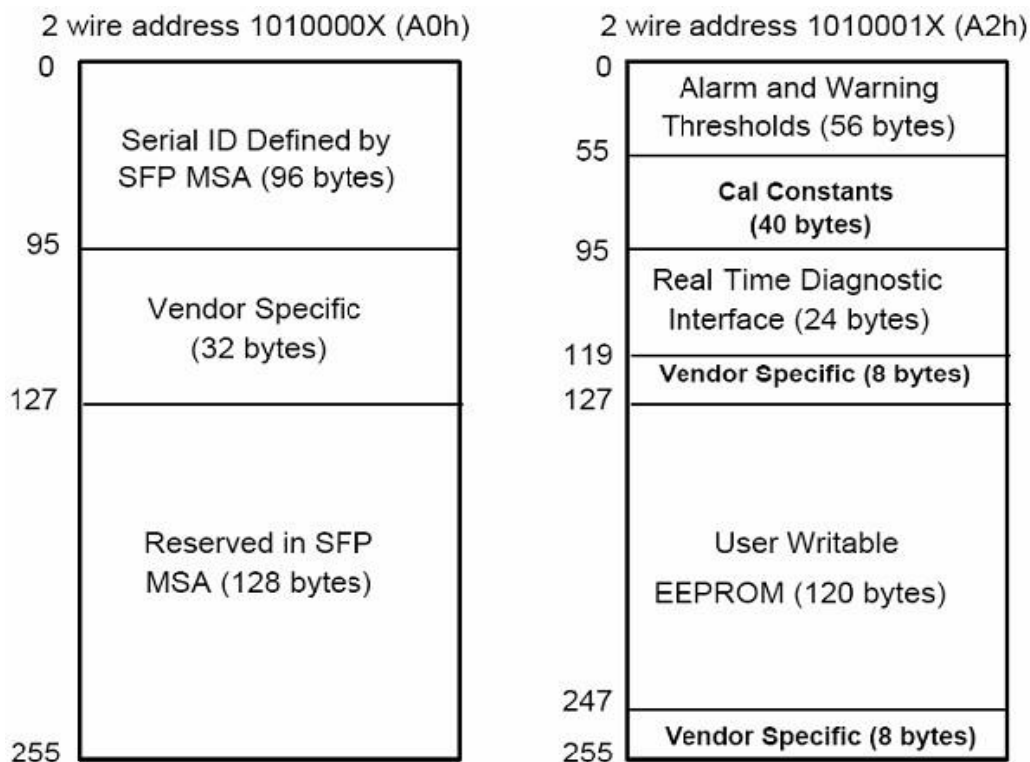 2 wire address 1010000X (A0h)
0
Serial ID Defined by
SFP MSA (96 bytes)
95
Vendor Specific
(32 bytes)
127
Reserved in SFP
MSA (128 bytes)
255
2 wire address 1010001X (A2h)
0
Alarm and Warning
Thresholds (56 bytes)
55
Cal Constants
(40 bytes)
95
Real Time Diagnostic
Interface (24 bytes)
119
Vendor Specific (8 bytes)
127
User Writable
EEPROM (120 bytes)
247
Vendor Specific (8 bytes)
255